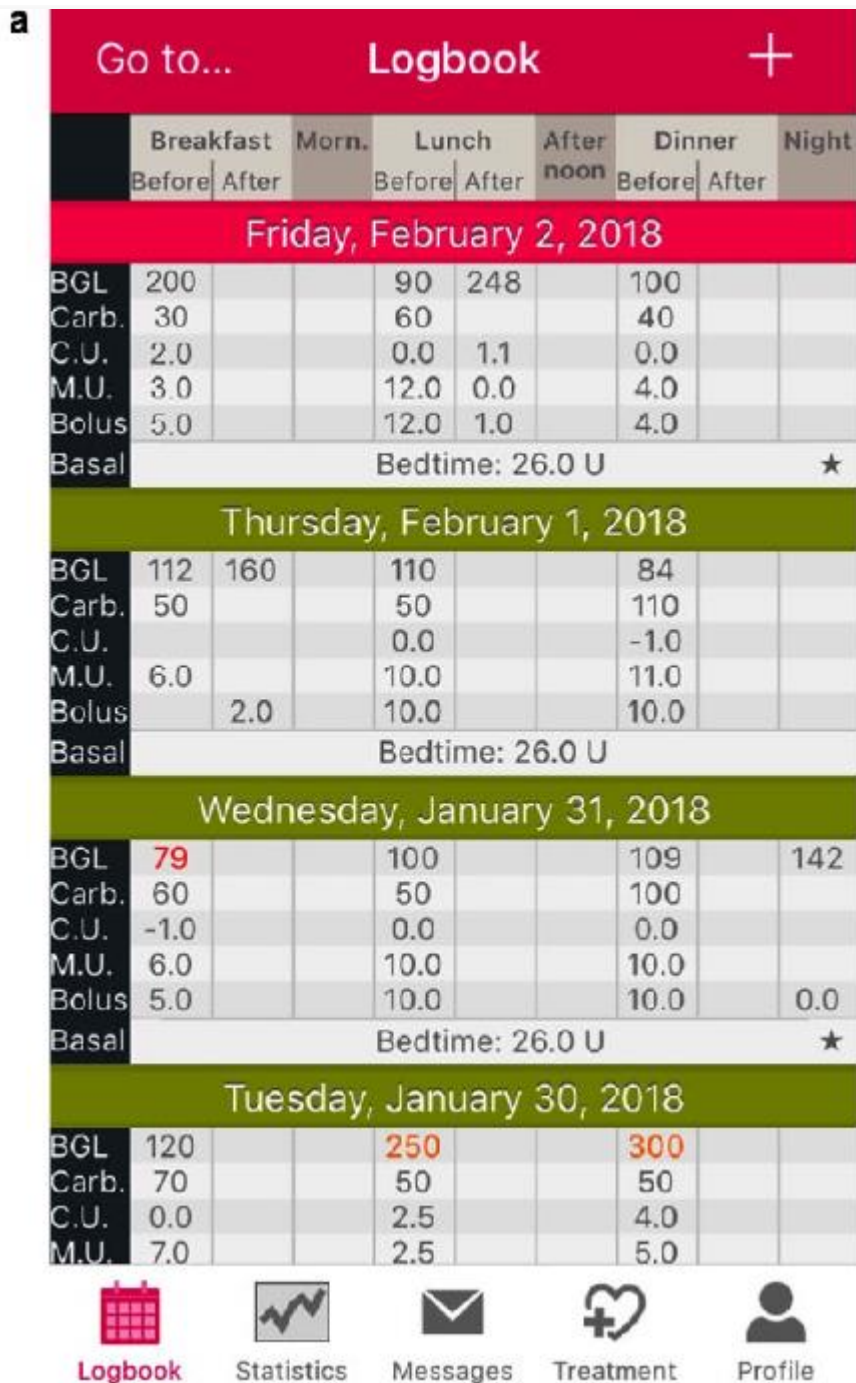 a
Go to... Logbook +
Breakfast Morn. Lunch After noon Dinner Night
Before After Before After Before After
Friday, February 2, 2018
BGL 200 90 248 100
Carb. 30 60 40
C.U. 2.0 0.0 1.1 0.0
M.U. 3.0 12.0 0.0 4.0
Bolus 5.0 12.0 1.0 4.0
Basal Bedtime: 26.0 U ★
Thursday, February 1, 2018
BGL 112 160 110 84
Carb. 50 50 110
C.U. 0.0 -1.0
M.U. 6.0 10.0 11.0
Bolus 2.0 10.0 10.0
Basal Bedtime: 26.0 U
Wednesday, January 31, 2018
BGL 79 100 109 142
Carb. 60 50 100
C.U. -1.0 0.0 0.0
M.U. 6.0 10.0 10.0
Bolus 5.0 10.0 10.0 0.0
Basal Bedtime: 26.0 U ★
Tuesday, January 30, 2018
BGL 120 250 300
Carb. 70 50 50
C.U. 0.0 2.5 4.0
M.U. 7.0 2.5 5.0
Logbook Statistics Messages Treatment Profile